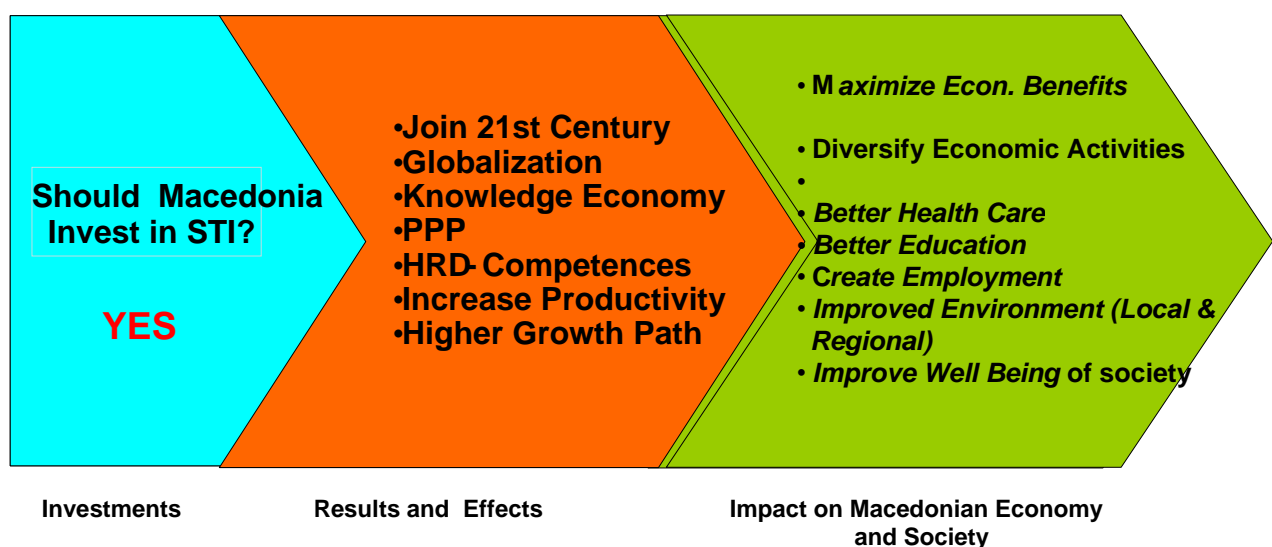 Should Macedonia
Invest in STI?
YES
•Join 21st Century
•Globalization
•Knowledge Economy
•PPP
•HRD- Competences
•Increase Productivity
•Higher Growth Path
• M aximize Econ. Benefits
• Diversify Economic Activities
•
• Better Health Care
• Better Education
• Create Employment
• Improved Environment (Local &
Regional)
• Improve Well Being of society
Investments
Results and Effects
Impact on Macedonian Economy
and Society